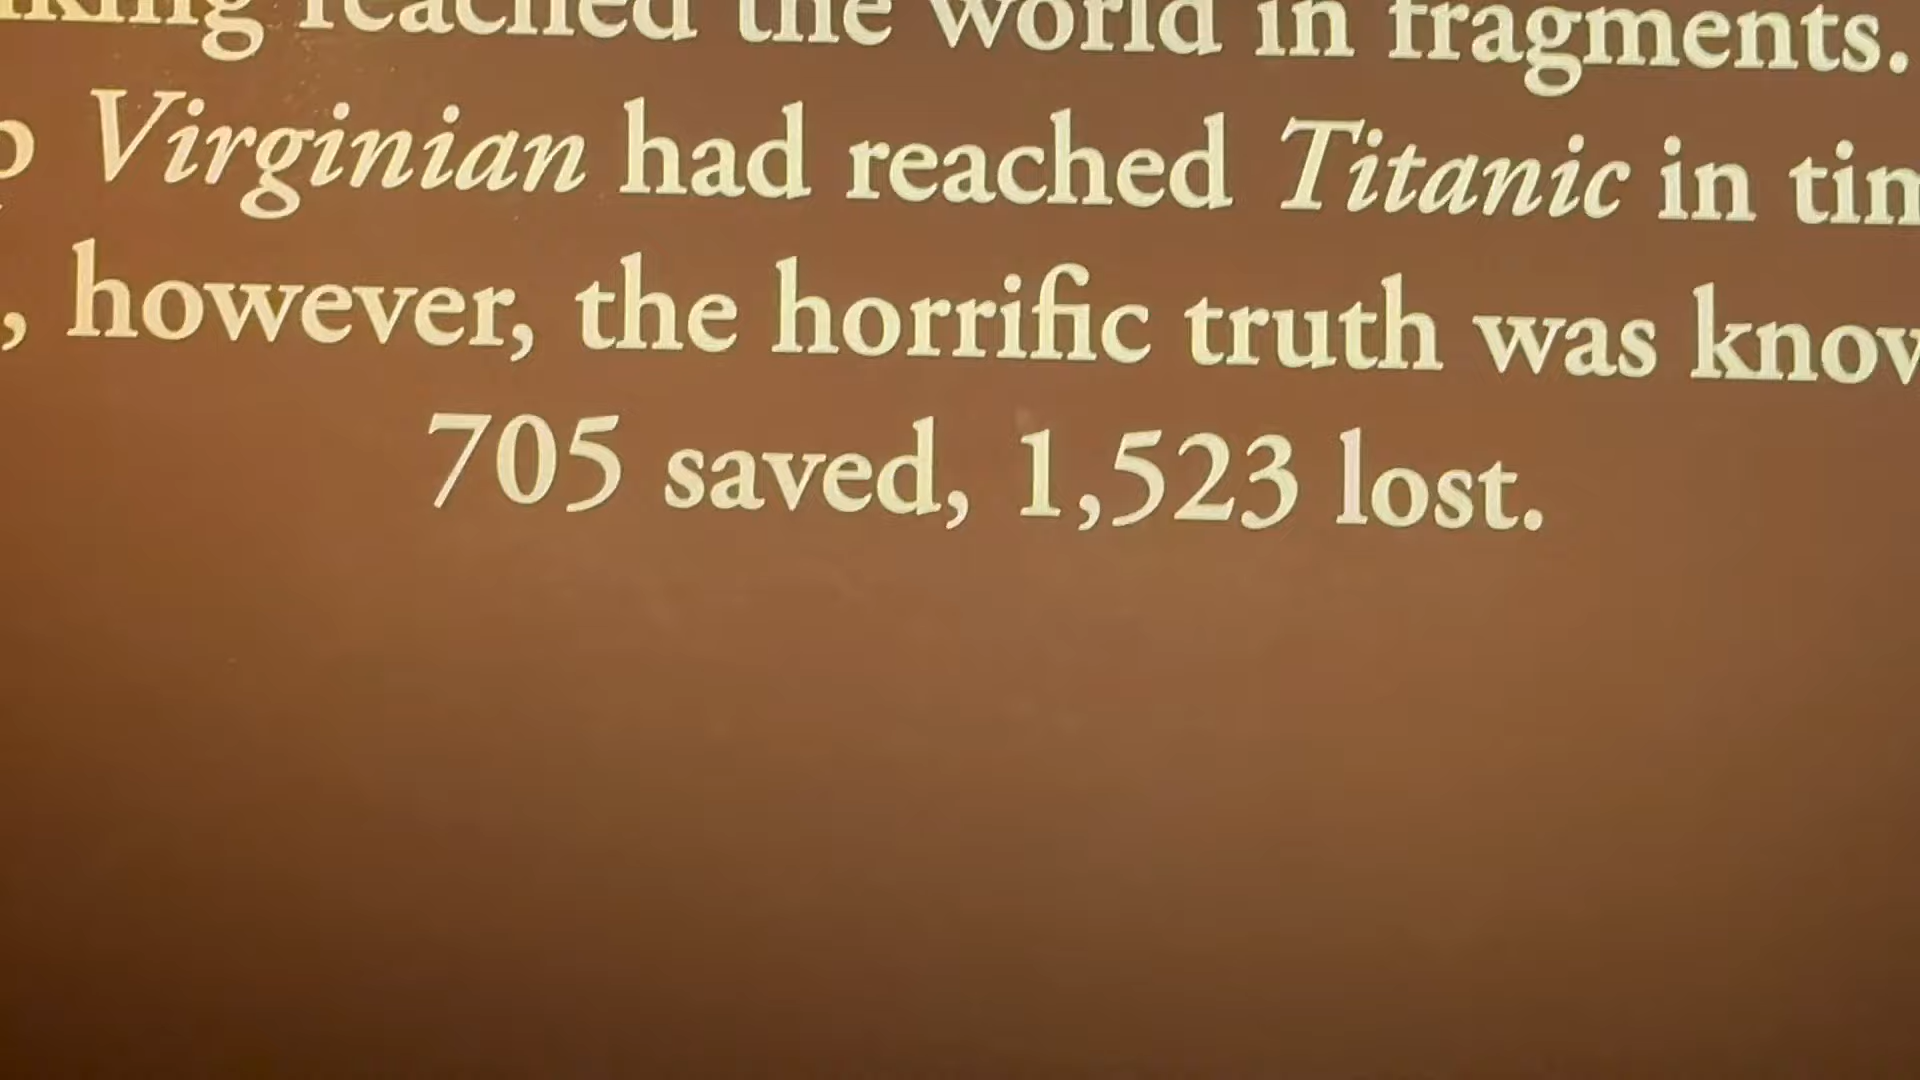 reached the world in fragments.
Virginian had reached Titanic in
, however, the horrific truth was
705 saved, 1,523 lost.